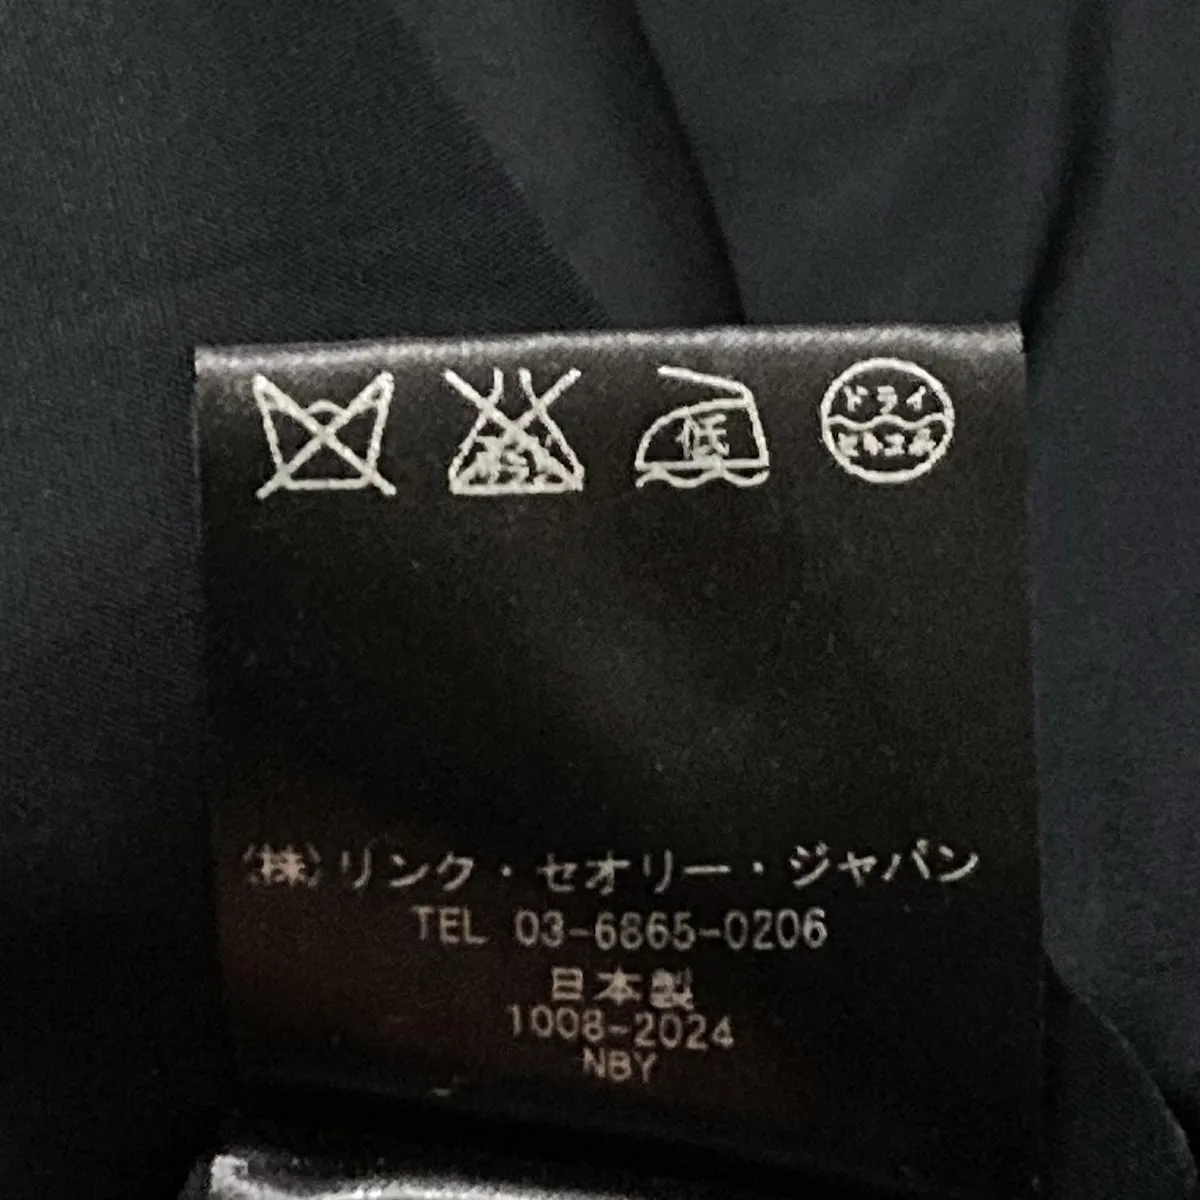 低
ドライ
セキユ系
(株)リンク・セオリー・ジャパン
TEL 03-6865-0206
日本製
1008-2024
NBY